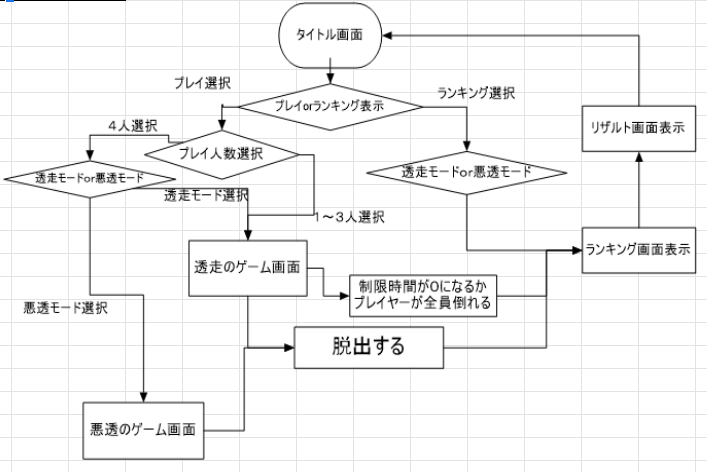 タイトル画面
プレイ選択
プレイorランキング表示
ランキング選択
4人選択
プレイ人数選択
リザルト画面表示
透走モードor悪透モード
透走モードor悪透モード
透走モード選択
1～3人選択
透走のゲーム画面
ランキング画面表示
制限時間が0になるか
プレイヤーが全員倒れる
悪透モード選択
脱出する
悪透のゲーム画面